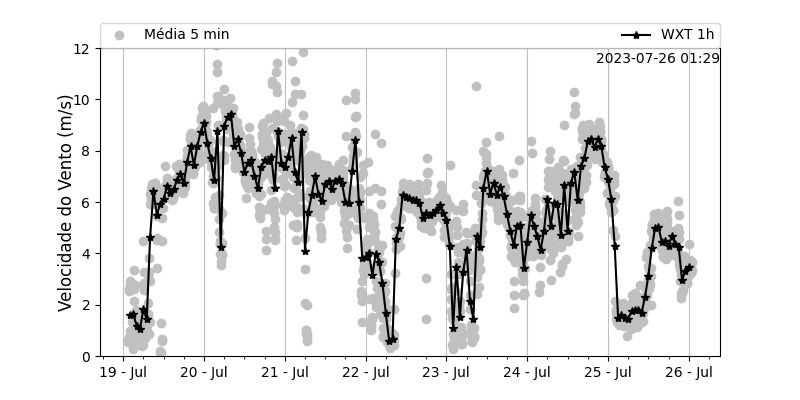 Média 5 min
WXT 1h
2023-07-26 01:29
Velocidade do Vento (m/s)
12
10
8
6
4
2
0
19 - Jul 20 - Jul 21 - Jul 22 - Jul 23 - Jul 24 - Jul 25 - Jul 26 - Jul